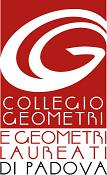 COLLEGIO
GEOMETRI
E GEOMETRI
LAUREATI
DI PADOVA